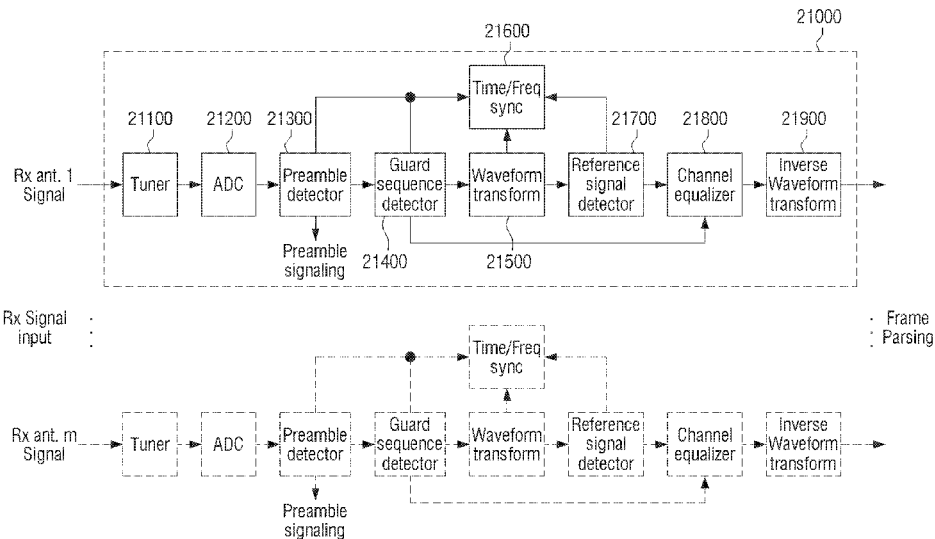 21000
21600
Time/Freq
sync
21100
21200
21300
21700
21800
21900
Rx ant. 1
Signal
Tuner
ADC
Preamble
detector
Guard
sequence
detector
Waveform
transform
Reference
signal
detector
Channel
equalizer
Inverse
Waveform
transform
Preamble
signaling
21400
21500
Rx Signal
input
Frame
Parsing
Time/Freq
sync
Rx ant. m
Signal
Tuner
ADC
Preamble
detector
Guard
sequence
detector
Waveform
transform
Reference
signal
detector
Channel
equalizer
Inverse
Waveform
transform
Preamble
signaling